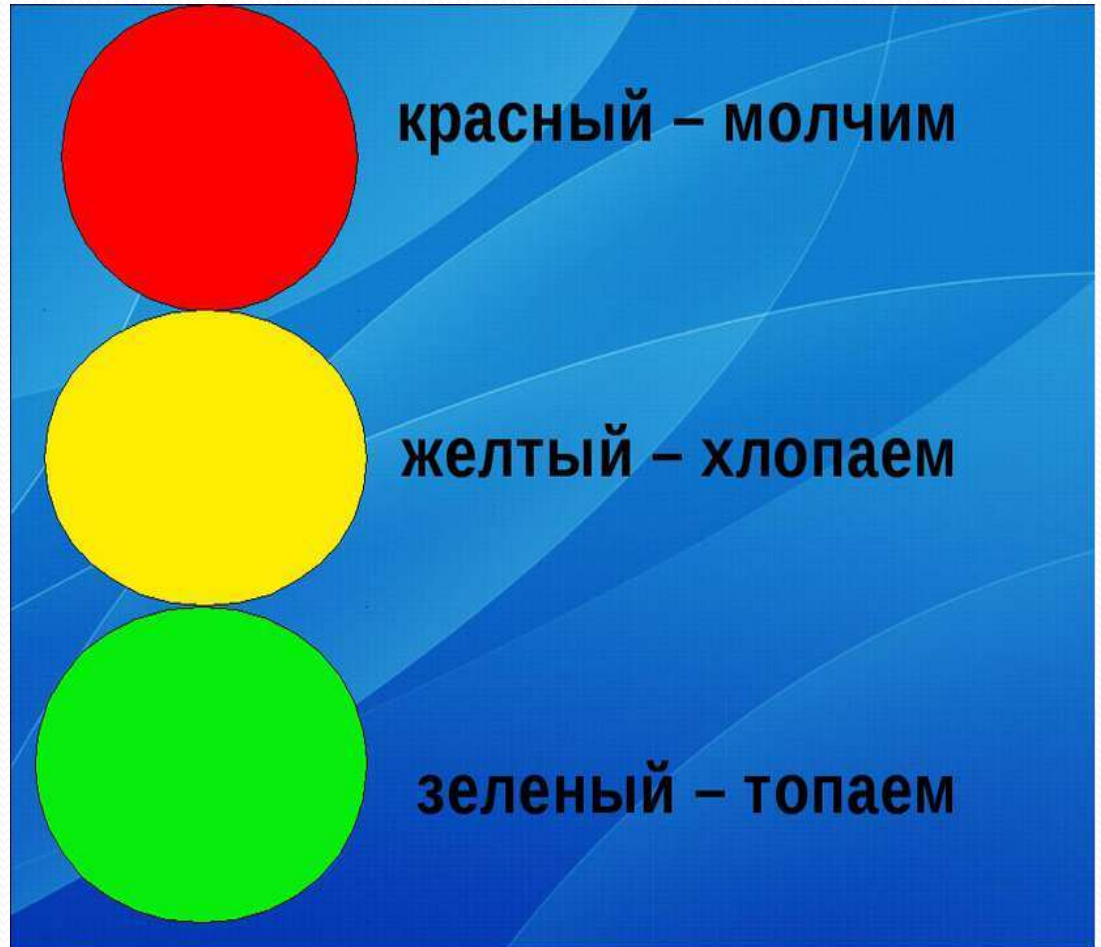 красный – молчим
желтый – хлопаем
зеленый – топаем